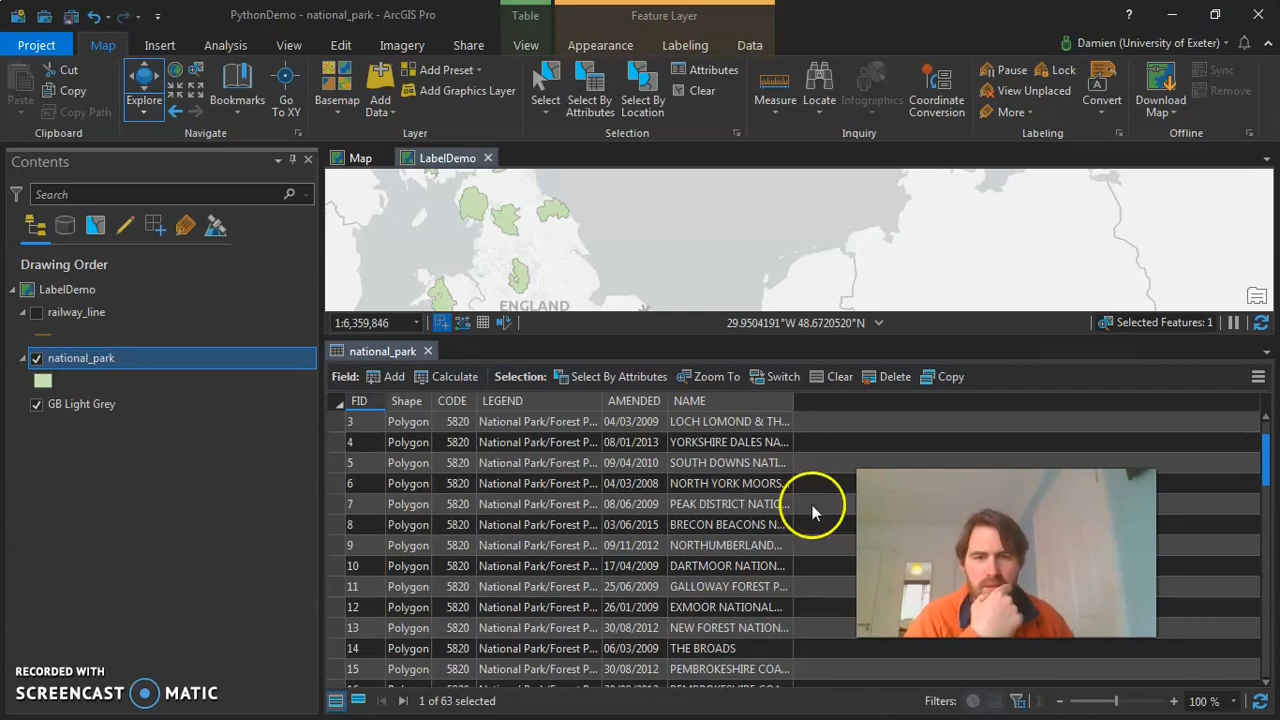 PythonDemo - national_park - ArcGIS Pro
Table
Feature Layer
?
Project
Map
Insert
Analysis
View
Edit
Imagery
Share
View
Appearance
Labeling
Data
Damien (University of Exeter)
Paste
Cut
Copy
Copy Path
Clipboard
Explore
Bookmarks
Go To XY
Navigate
Basemap
Add Data
Add Preset
Add Graphics Layer
Layer
Select
Select By Attributes
Select By Location
Attributes
Clear
Selection
Measure
Locate
Infographics
Coordinate Conversion
Inquiry
Pause
Lock
View Unplaced
More
Convert
Labeling
Download Map
Sync
Remove
Offline
Contents
Search
Drawing Order
LabelDemo
railway_line
national_park
GB Light Grey
Map
LabelDemo
ENGLAND
1:6,359,846
29.9504191°W 48.6720520°N
Selected Features: 1
national_park
Field: Add Calculate Selection: Select By Attributes Zoom To Switch Clear Delete Copy
FID Shape CODE LEGEND AMENDED NAME
3 Polygon 5820 National Park/Forest P... 04/03/2009 LOCH LOMOND & TH...
4 Polygon 5820 National Park/Forest P... 08/01/2013 YORKSHIRE DALES NA...
5 Polygon 5820 National Park/Forest P... 09/04/2010 SOUTH DOWNS NATI...
6 Polygon 5820 National Park/Forest P... 04/03/2008 NORTH YORK MOORS...
7 Polygon 5820 National Park/Forest P... 08/06/2009 PEAK DISTRICT NATIO...
8 Polygon 5820 National Park/Forest P... 03/06/2015 BRECON BEACONS N...
9 Polygon 5820 National Park/Forest P... 09/11/2012 NORTHUMBERLAND...
10 Polygon 5820 National Park/Forest P... 17/04/2009 DARTMOOR NATION...
11 Polygon 5820 National Park/Forest P... 25/06/2009 GALLOWAY FOREST P...
12 Polygon 5820 National Park/Forest P... 26/01/2009 EXMOOR NATIONAL...
13 Polygon 5820 National Park/Forest P... 30/08/2012 NEW FOREST NATION...
14 Polygon 5820 National Park/Forest P... 06/03/2009 THE BROADS
15 Polygon 5820 National Park/Forest P... 30/08/2012 PEMBROKESHIRE COA...
1 of 63 selected
Filters:
100 %
RECORDED WITH
SCREENCAST MATIC